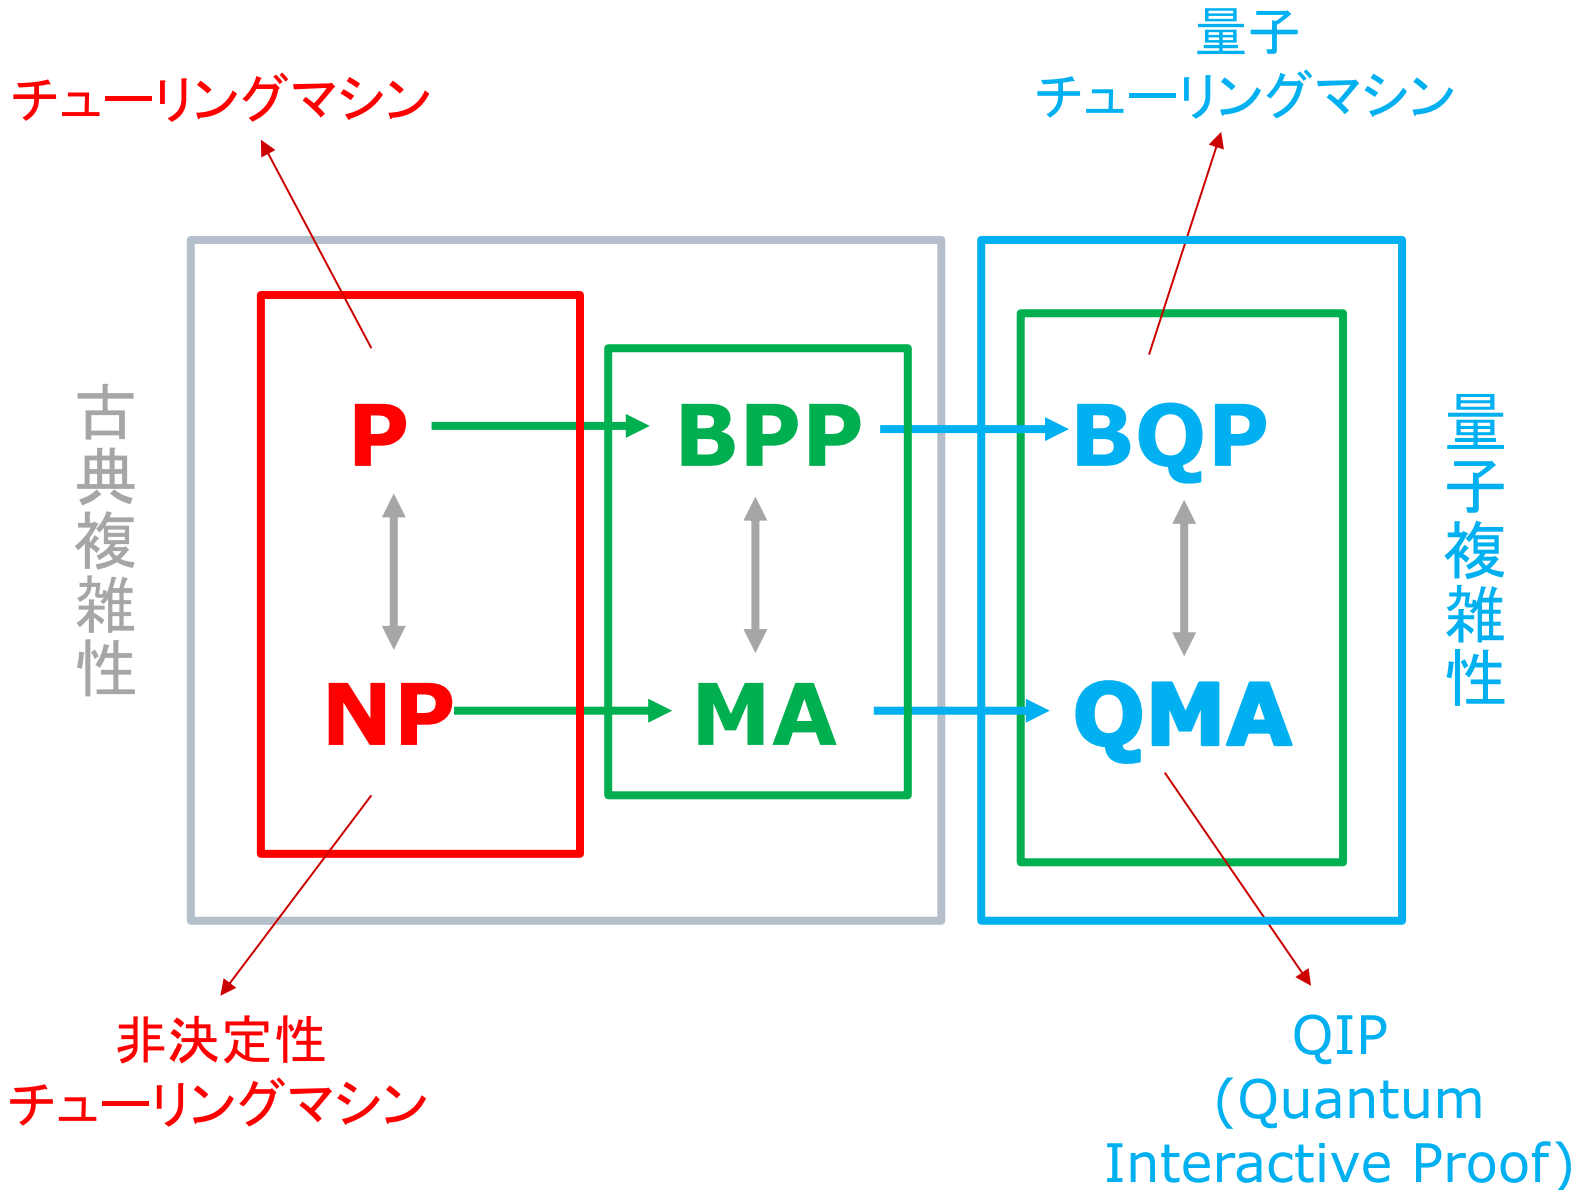 量子
チューリングマシン
チューリングマシン
古典複雑性
P
BPP
BQP
量子複雑性
NP
MA
QMA
非決定性
チューリングマシン
QIP
(Quantum
Interactive Proof)